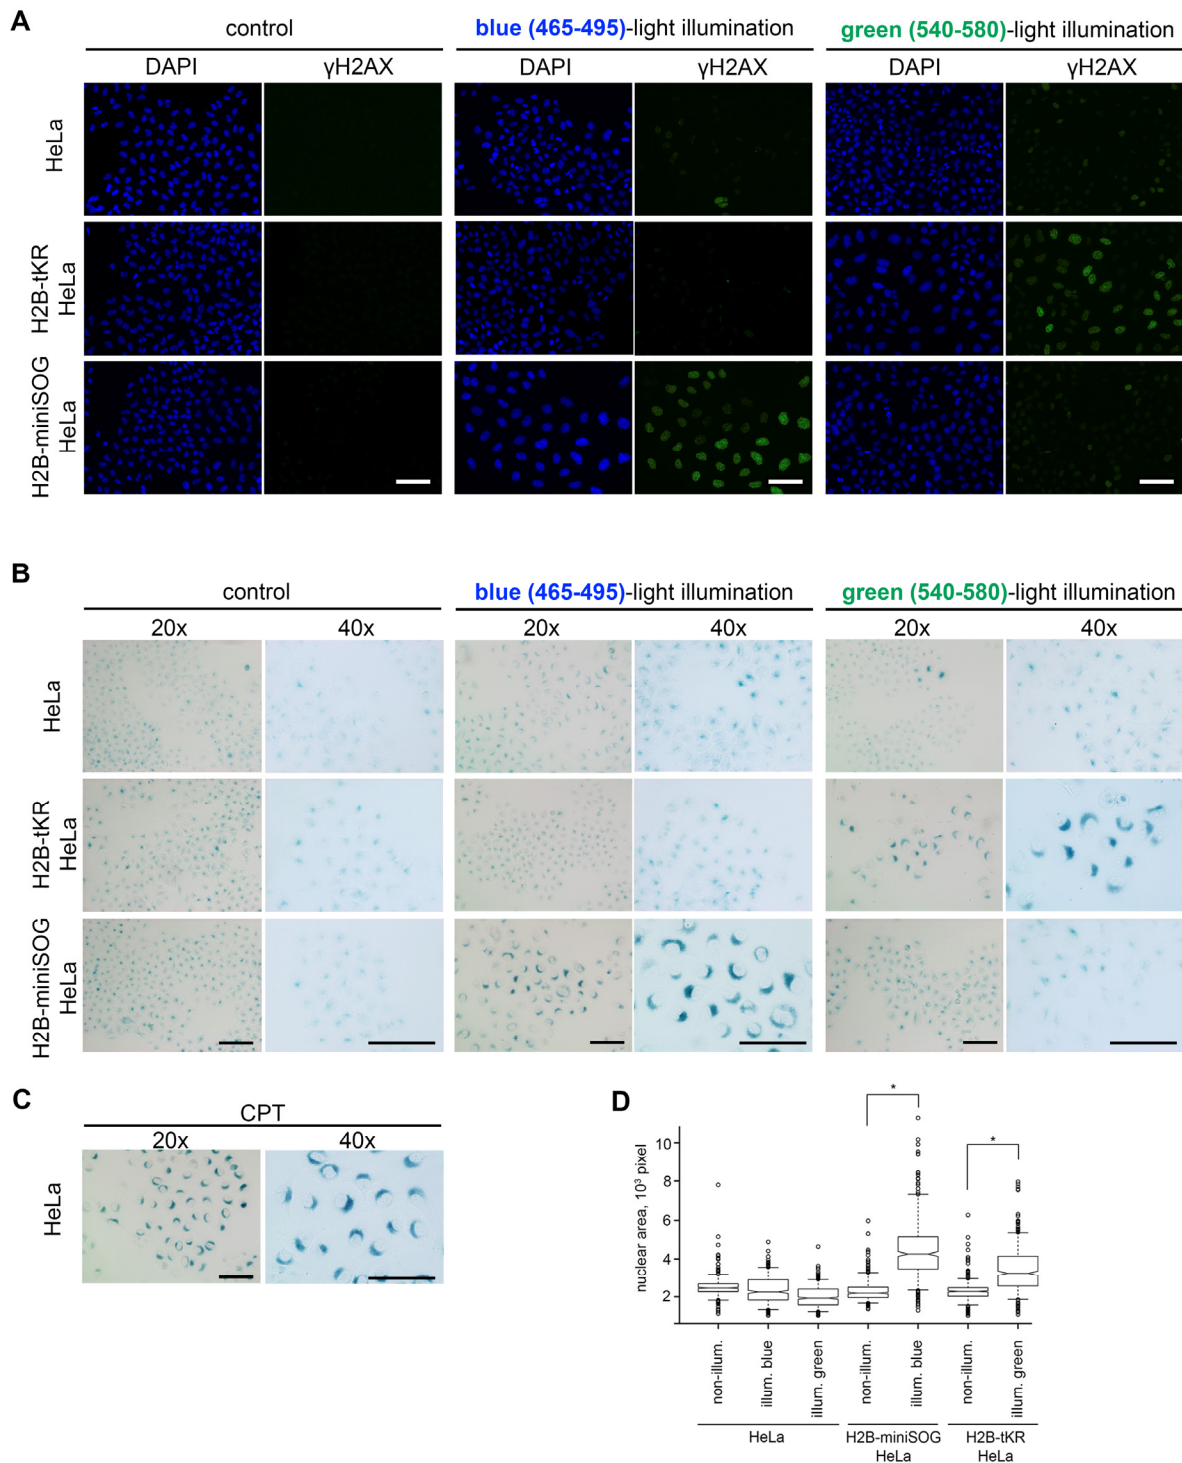 A
control
blue (465-495)-light illumination
green (540-580)-light illumination
DAPI
γH2AX
DAPI
γH2AX
DAPI
γH2AX
HeLa
H2B-tKR
HeLa
H2B-miniSOG
HeLa
B
control
blue (465-495)-light illumination
green (540-580)-light illumination
20x
40x
20x
40x
20x
40x
HeLa
H2B-tKR
HeLa
H2B-miniSOG
HeLa
C
CPT
20x
40x
HeLa
D
*
*
nuclear area, 10³ pixel
10
8
6
4
2
non-illum.
illum. blue
illum. green
non-illum.
illum. blue
non-illum.
illum. green
HeLa
H2B-miniSOG
HeLa
H2B-tKR
HeLa